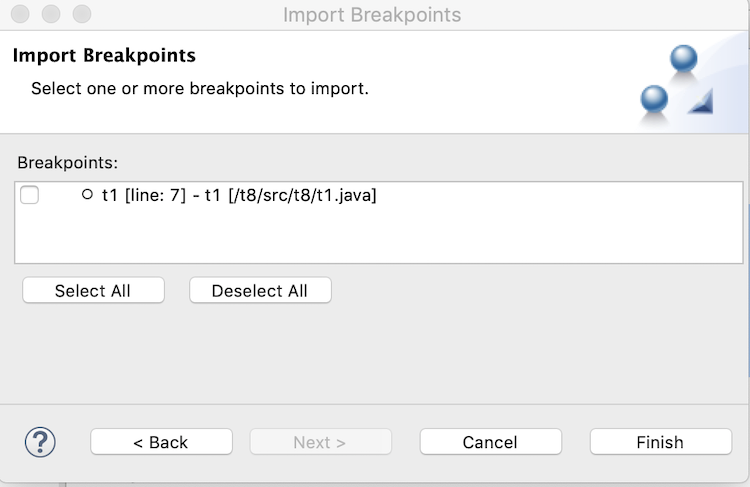 Import Breakpoints
Import Breakpoints
Select one or more breakpoints to import.
Breakpoints:
t1 [line: 7] - t1 [/t8/src/t8/t1.java]
Select All
Deselect All
?
< Back
Next >
Cancel
Finish